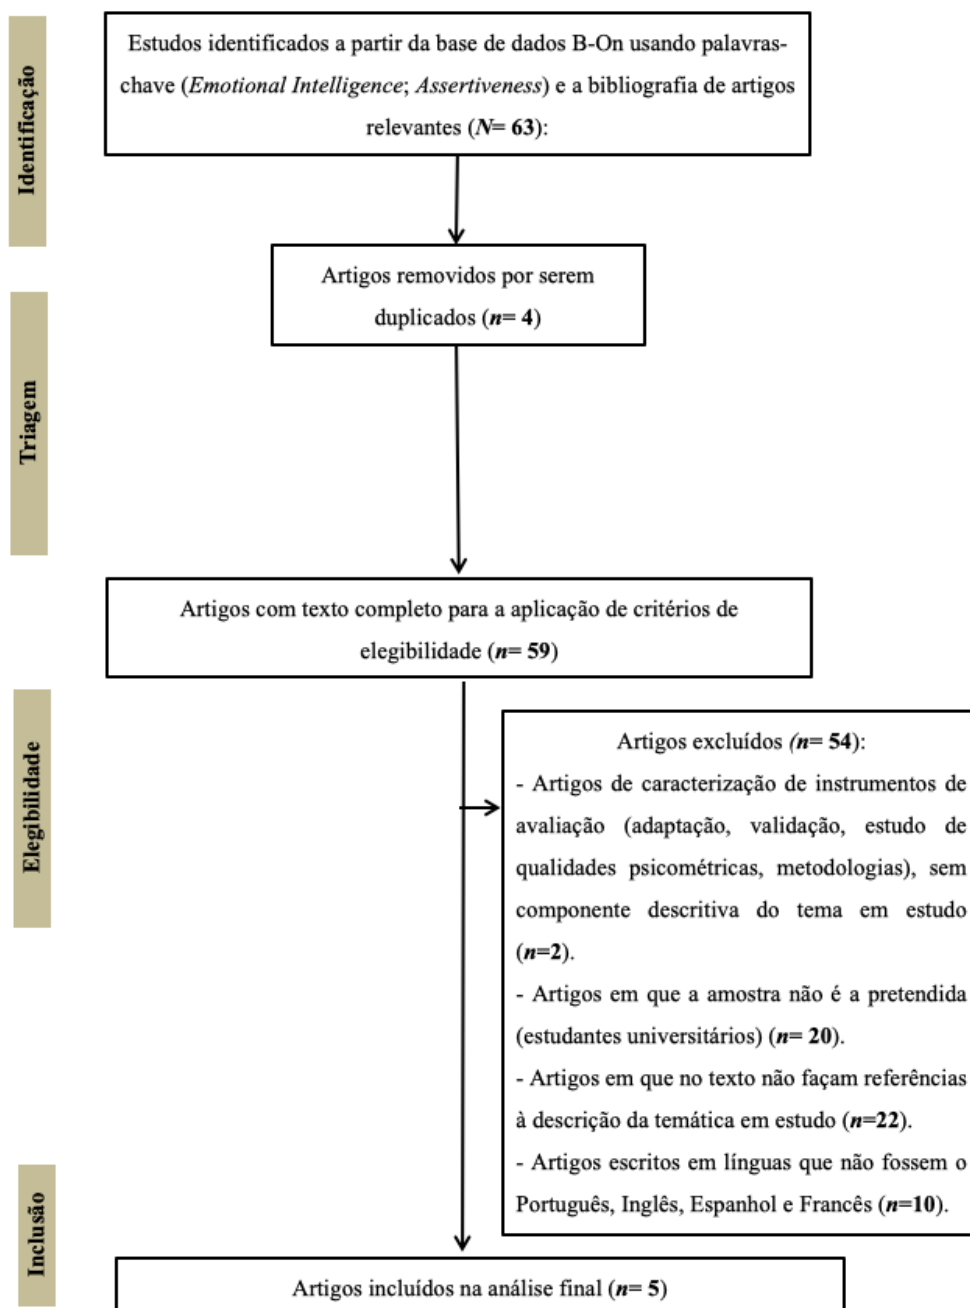 Identificação
Estudos identificados a partir da base de dados B-On usando palavras-
chave (Emotional Intelligence; Assertiveness) e a bibliografia de artigos
relevantes (N= 63):
Artigos removidos por serem
duplicados (n= 4)
Triagem
Artigos com texto completo para a aplicação de critérios de
elegibilidade (n= 59)
Elegibilidade
Artigos excluídos (n= 54):
- Artigos de caracterização de instrumentos de
avaliação (adaptação, validação, estudo de
qualidades psicométricas, metodologias), sem
componente descritiva do tema em estudo
(n=2).
- Artigos em que a amostra não é a pretendida
(estudantes universitários) (n= 20).
- Artigos em que no texto não façam referências
à descrição da temática em estudo (n=22).
- Artigos escritos em línguas que não fossem o
Português, Inglês, Espanhol e Francês (n=10).
Inclusão
Artigos incluídos na análise final (n= 5)